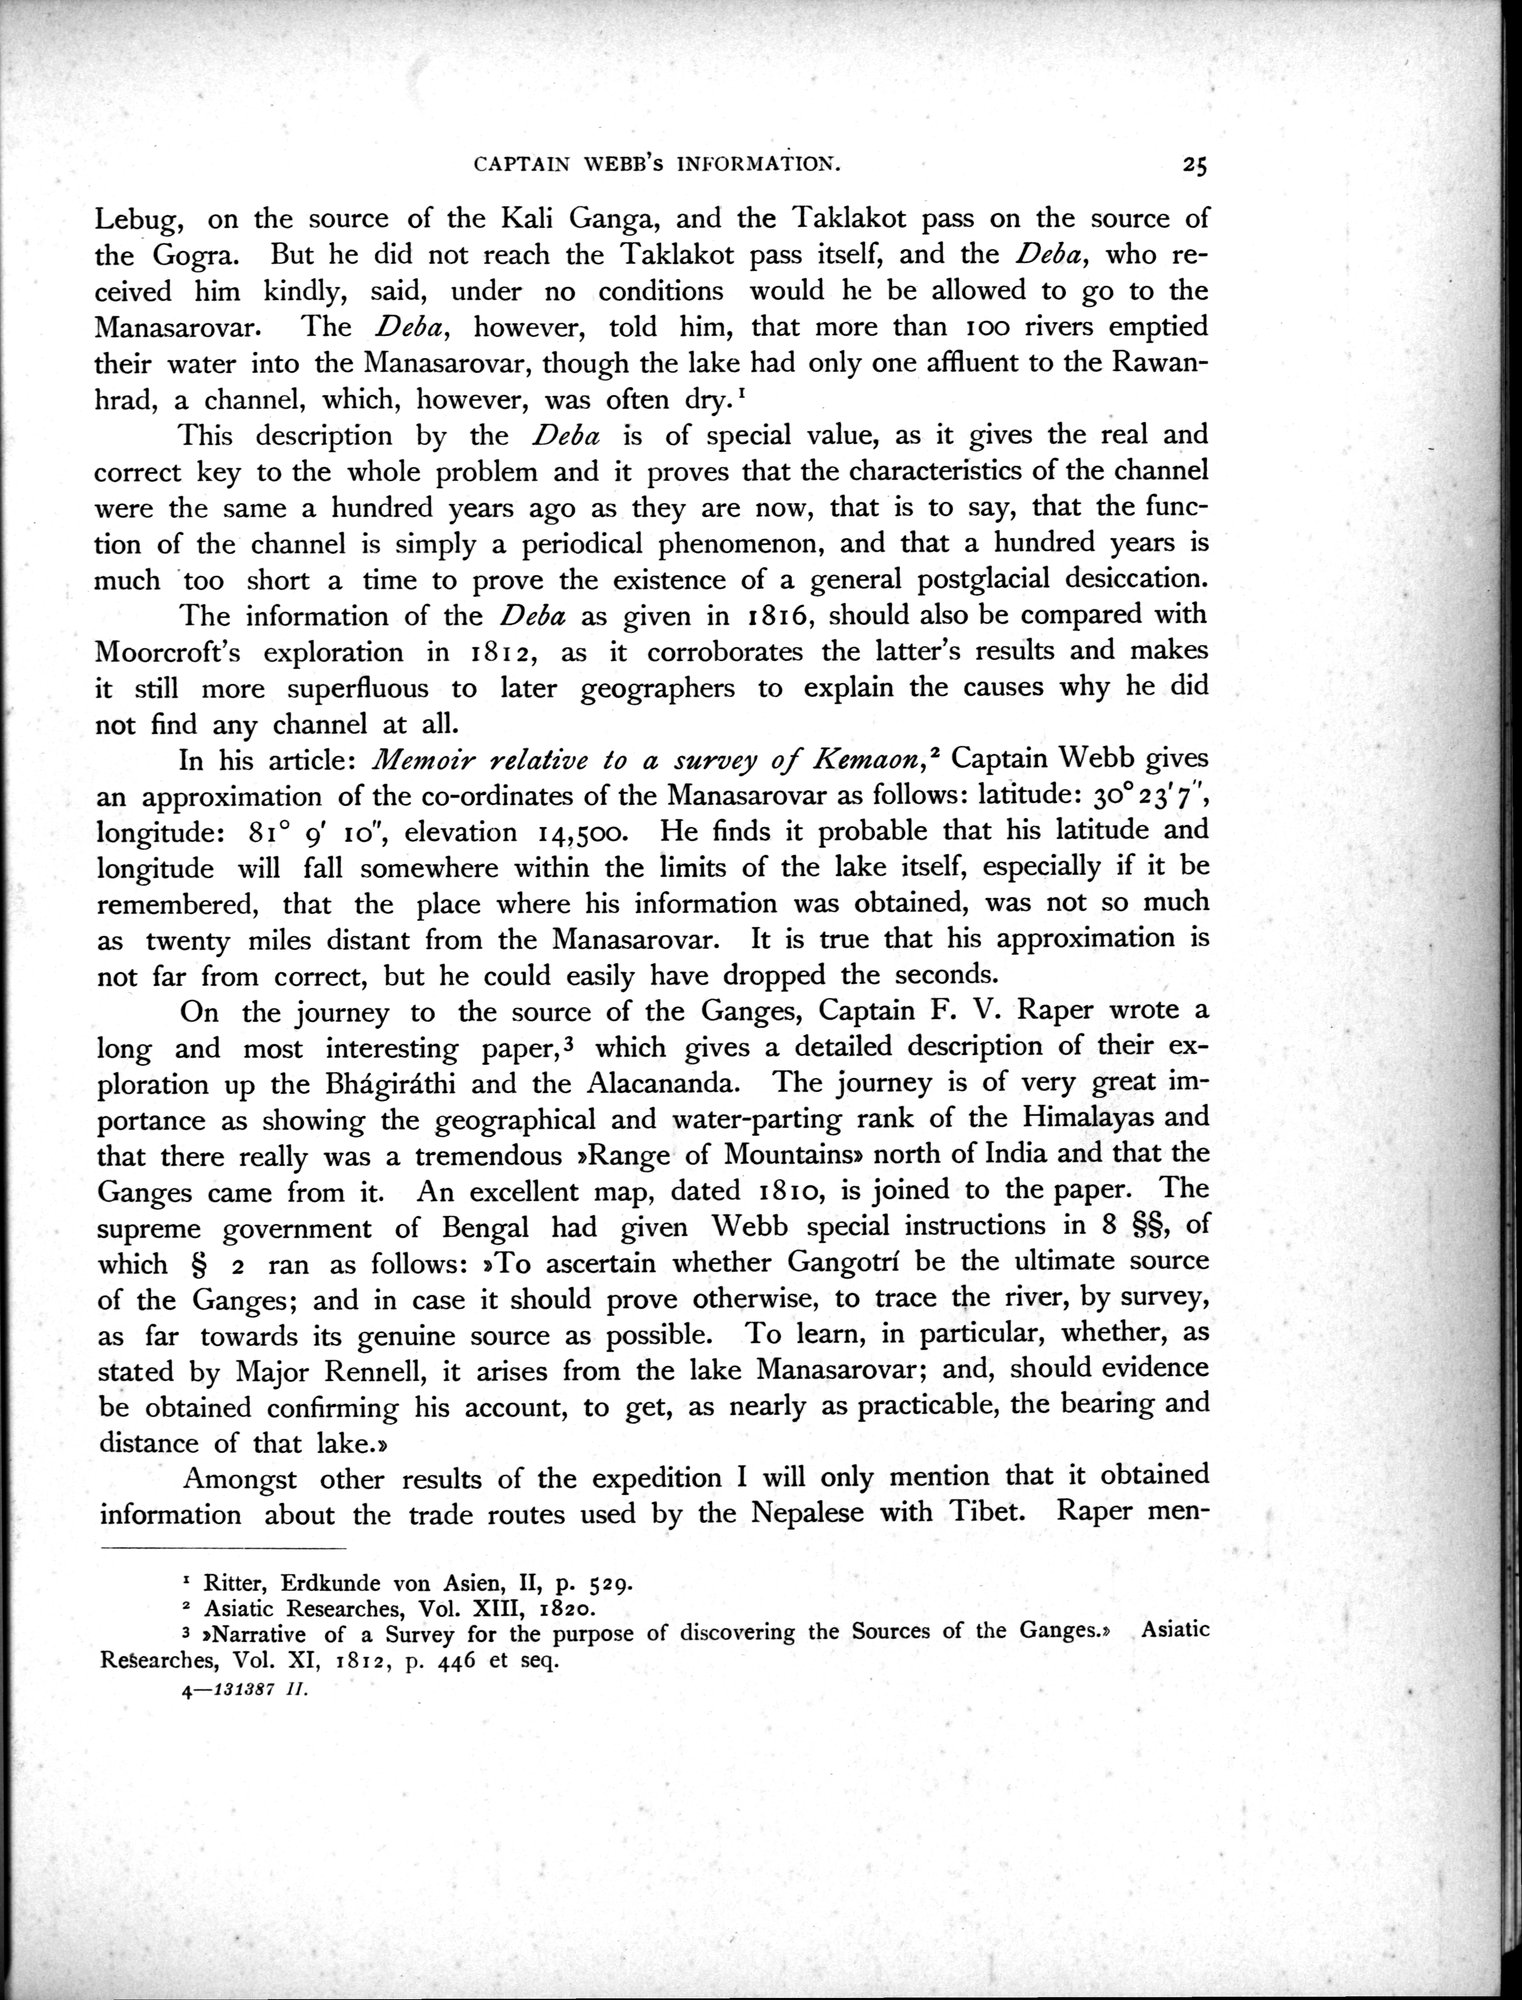 CAPTAIN WEBB's INFORMATION. 25
Lebug, on the source of the Kali Ganga, and the Taklakot pass on the source of
the Gogra. But he did not reach the Taklakot pass itself, and the Deba, who re-
ceived him kindly, said, under no conditions would he be allowed to go to the
Manasarovar. The Deba, however, told him, that more than 100 rivers emptied
their water into the Manasarovar, though the lake had only one affluent to the Rawan-
hrad, a channel, which, however, was often dry.¹
This description by the Deba is of special value, as it gives the real and
correct key to the whole problem and it proves that the characteristics of the channel
were the same a hundred years ago as they are now, that is to say, that the func-
tion of the channel is simply a periodical phenomenon, and that a hundred years is
much too short a time to prove the existence of a general postglacial desiccation.
The information of the Deba as given in 1816, should also be compared with
Moorcroft's exploration in 1812, as it corroborates the latter's results and makes
it still more superfluous to later geographers to explain the causes why he did
not find any channel at all.
In his article: Memoir relative to a survey of Kemaon,² Captain Webb gives
an approximation of the co-ordinates of the Manasarovar as follows: latitude: 30° 23′ 7″,
longitude: 81° 9′ 10″, elevation 14,500. He finds it probable that his latitude and
longitude will fall somewhere within the limits of the lake itself, especially if it be
remembered, that the place where his information was obtained, was not so much
as twenty miles distant from the Manasarovar. It is true that his approximation is
not far from correct, but he could easily have dropped the seconds.
On the journey to the source of the Ganges, Captain F. V. Raper wrote a
long and most interesting paper,³ which gives a detailed description of their ex-
ploration up the Bhágiráthi and the Alacananda. The journey is of very great im-
portance as showing the geographical and water-parting rank of the Himalayas and
that there really was a tremendous »Range of Mountains» north of India and that the
Ganges came from it. An excellent map, dated 1810, is joined to the paper. The
supreme government of Bengal had given Webb special instructions in 8 §§, of
which § 2 ran as follows: »To ascertain whether Gangotrí be the ultimate source
of the Ganges; and in case it should prove otherwise, to trace the river, by survey,
as far towards its genuine source as possible. To learn, in particular, whether, as
stated by Major Rennell, it arises from the lake Manasarovar; and, should evidence
be obtained confirming his account, to get, as nearly as practicable, the bearing and
distance of that lake.»
Amongst other results of the expedition I will only mention that it obtained
information about the trade routes used by the Nepalese with Tibet. Raper men-
¹ Ritter, Erdkunde von Asien, II, p. 529.
² Asiatic Researches, Vol. XIII, 1820.
³ »Narrative of a Survey for the purpose of discovering the Sources of the Ganges.» Asiatic
Researches, Vol. XI, 1812, p. 446 et seq.
4—131387 II.